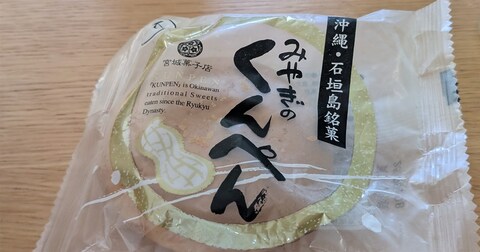 宮城菓子店
みやぎの
くんぺん
沖縄・石垣島銘菓
「KUNPEN」 is Okinawan
traditional Sweets
eaten since the Ryukyu
Dynasty.